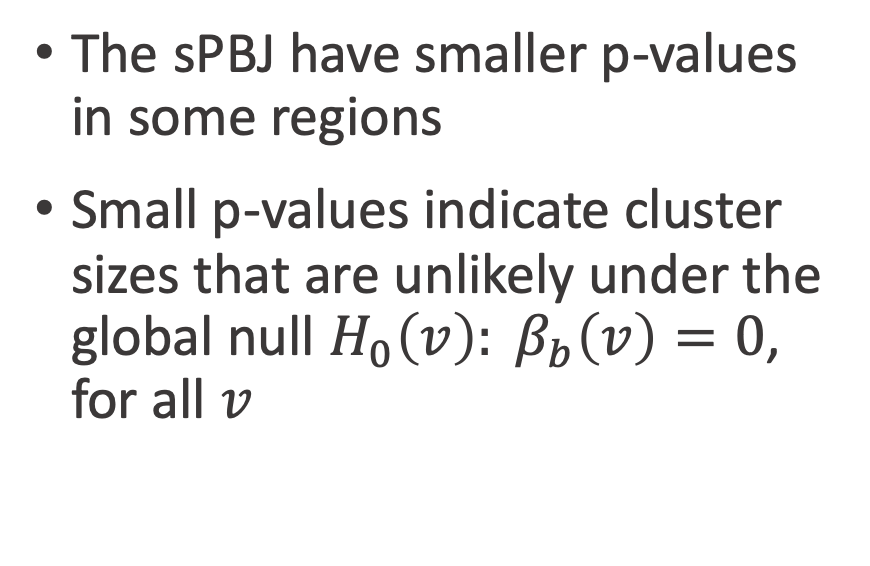 • The sPBJ have smaller p-values
in some regions
• Small p-values indicate cluster
sizes that are unlikely under the
global null 𝐻₀(𝑣): 𝛽_𝑏(𝑣) = 0,
for all 𝑣